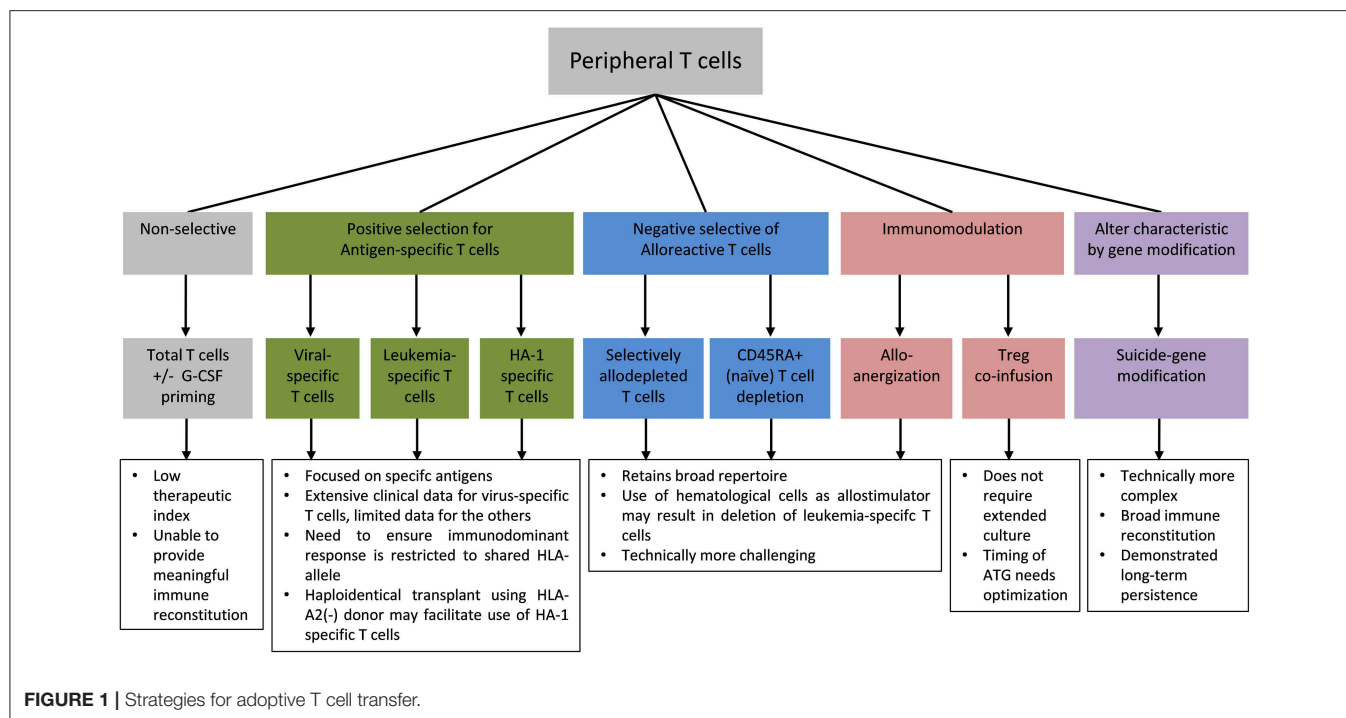 Peripheral T cells
Non-selective
Positive selection for
Antigen-specific T cells
Negative selective of
Alloreactive T cells
Immunomodulation
Alter characteristic
by gene modification
Total T cells
+/- G-CSF
priming
Viral-
specific
T cells
Leukemia-
specific T
cells
HA-1
specific
T cells
Selectively
allodepleted
T cells
CD45RA+
(naïve) T cell
depletion
Allo-
anergization
Treg
co-infusion
Suicide-gene
modification
• Low
therapeutic
index
• Unable to
provide
meaningful
immune
reconstitution
• Focused on specifc antigens
• Extensive clinical data for virus-specific
T cells, limited data for the others
• Need to ensure immunodominant
response is restricted to shared HLA-
allele
• Haploidentical transplant using HLA-
A2(-) donor may facilitate use of HA-1
specific T cells
• Retains broad repertoire
• Use of hematological cells as allostimulator
may result in deletion of leukemia-specifc T
cells
• Technically more challenging
• Does not
require
extended
culture
• Timing of
ATG needs
optimization
• Technically more
complex
• Broad immune
reconstitution
• Demonstrated
long-term
persistence
FIGURE 1 | Strategies for adoptive T cell transfer.